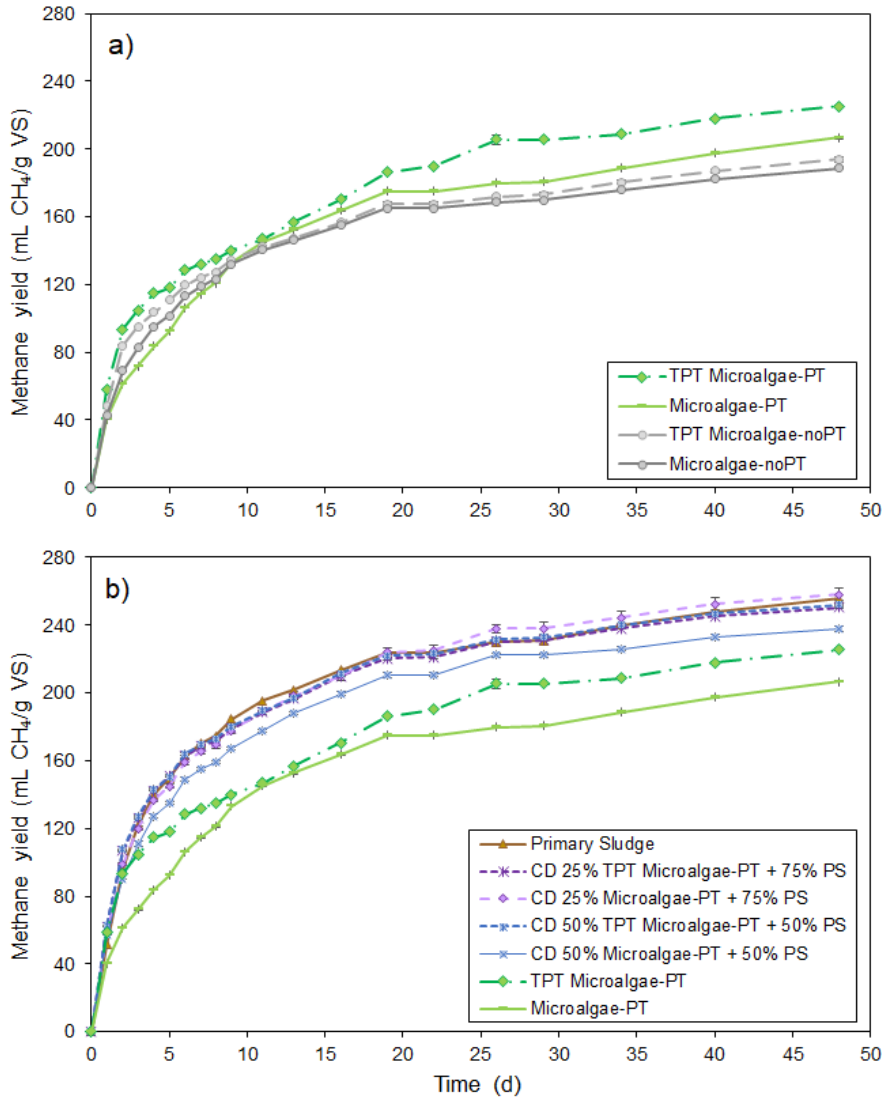 a)
Methane yield (mL CH₄/g VS)
280
240
200
160
120
80
40
0
0 5 10 15 20 25 30 35 40 45 50
TPT Microalgae-PT
Microalgae-PT
TPT Microalgae-noPT
Microalgae-noPT
b)
Methane yield (mL CH₄/g VS)
280
240
200
160
120
80
40
0
Primary Sludge
CD 25% TPT Microalgae-PT + 75% PS
CD 25% Microalgae-PT + 75% PS
CD 50% TPT Microalgae-PT + 50% PS
CD 50% Microalgae-PT + 50% PS
TPT Microalgae-PT
Microalgae-PT
0 5 10 15 20 25 30 35 40 45 50
Time (d)